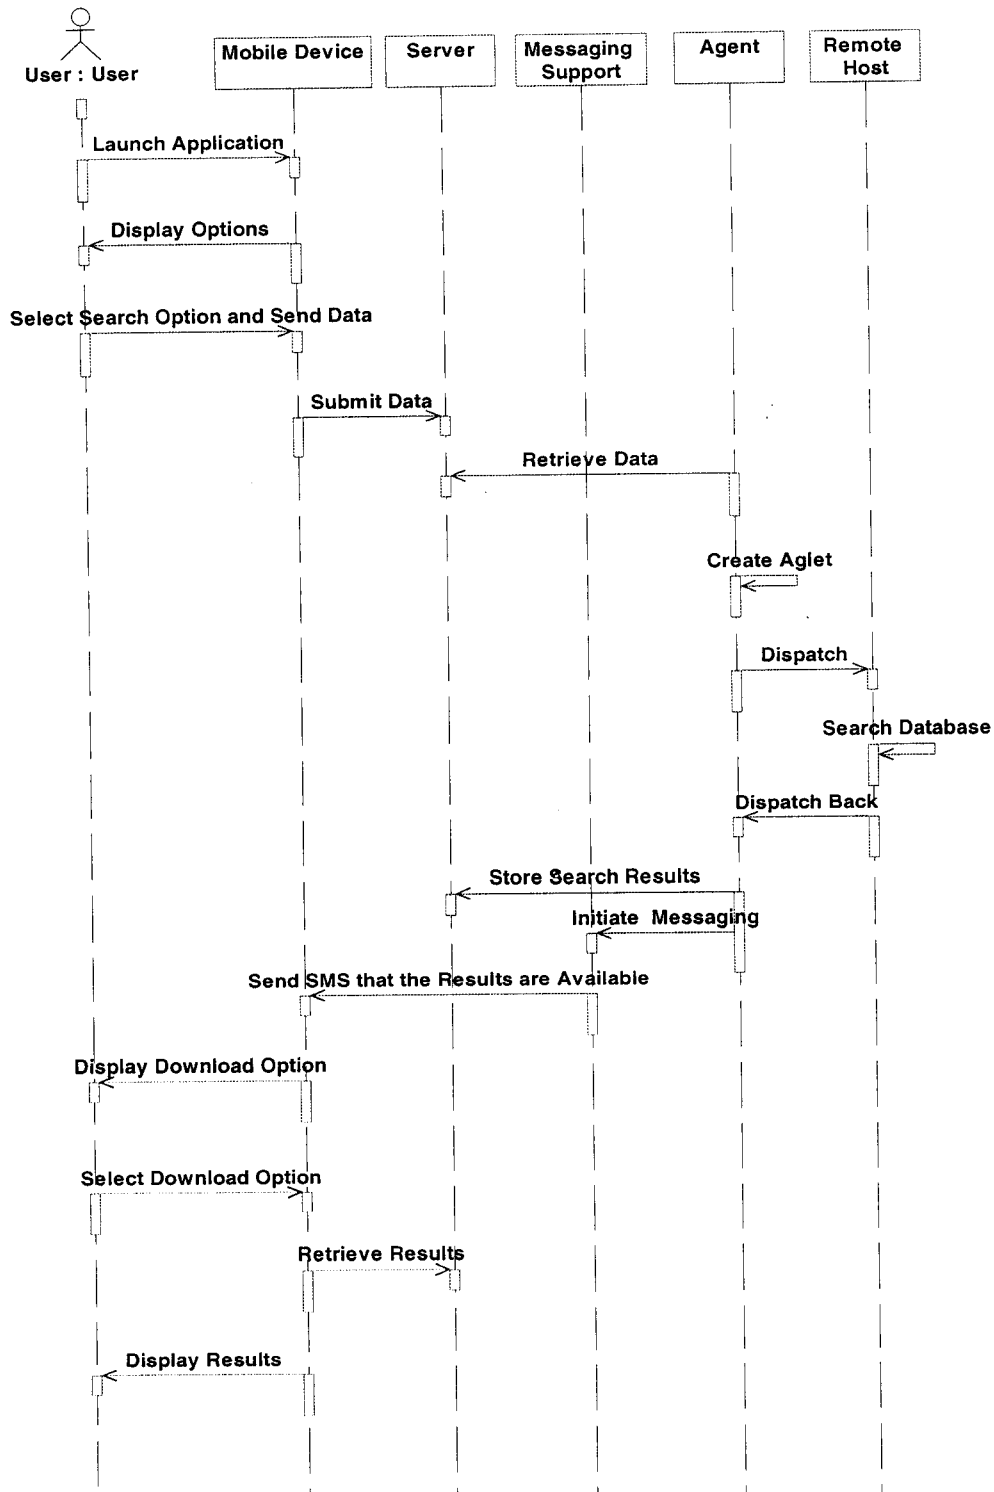 User : User
Mobile Device
Server
Messaging
Support
Agent
Remote
Host
Launch Application
Display Options
Select Search Option and Send Data
Submit Data
Retrieve Data
Create Aglet
Dispatch
Search Database
Dispatch Back
Store Search Results
Initiate Messaging
Send SMS that the Results are Available
Display Download Option
Select Download Option
Retrieve Results
Display Results